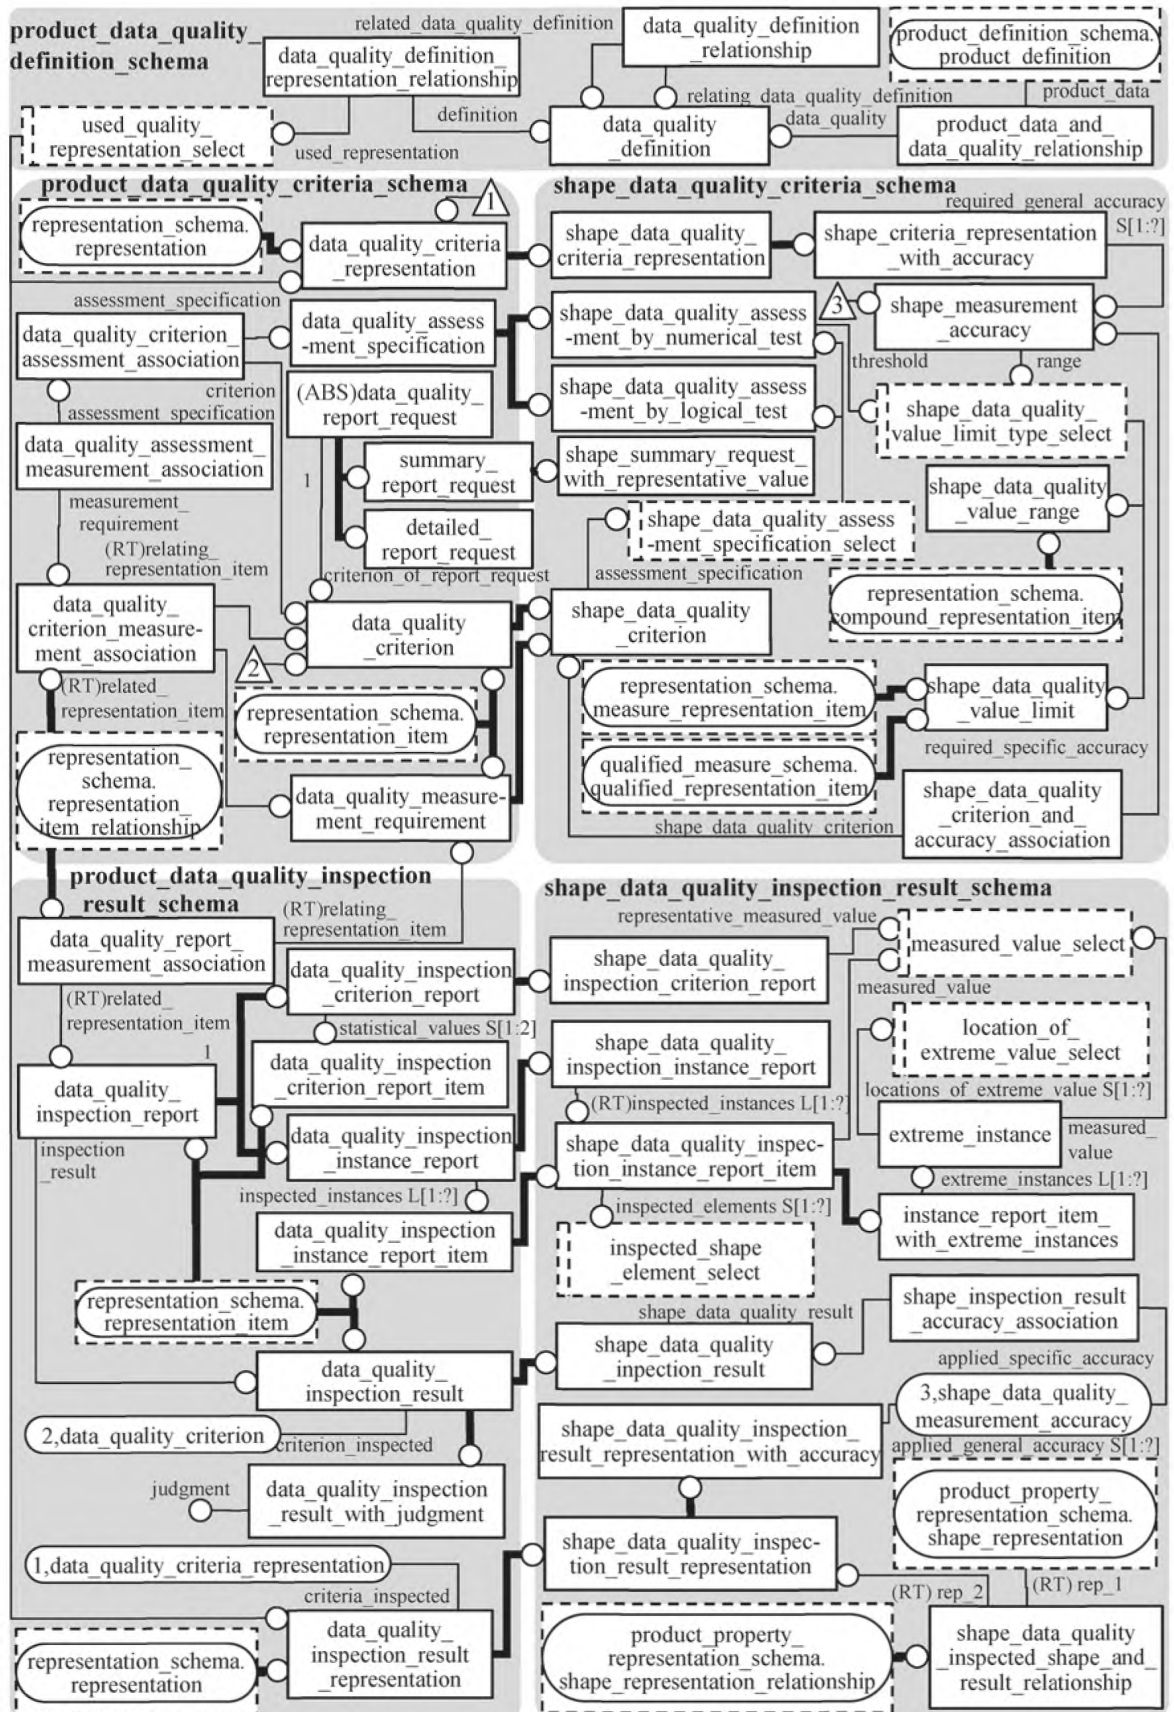 product_data_quality_
definition_schema
related_data_quality_definition
data_quality_definition_
representation_relationship
data_quality_definition
_relationship
product_definition_schema.
product_definition
used_quality_
representation_select
definition
used_representation
relating_data_quality_definition
data_quality
_definition
data_quality
product_data
product_data_and_
data_quality_relationship
product_data_quality_criteria_schema
1
representation_schema.
representation
data_quality_criteria
_representation
assessment_specification
data_quality_criterion_
assessment_association
data_quality_assess
-ment_specification
criterion
assessment_specification
(ABS)data_quality_
report_request
data_quality_assessment_
measurement_association
1
summary_
report_request
measurement_
requirement
detailed_
report_request
(RT)relating_
representation_item
criterion_of_report_request
data_quality_
criterion_measure-
ment_association
data_quality
_criterion
2
(RT)related_
representation_item
representation_schema.
representation_item
representation_
schema.
representation_
item_relationship
data_quality_measure-
ment_requirement
shape_data_quality_criteria_schema
required_general_accuracy
S[1:?]
shape_data_quality_
criteria_representation
shape_criteria_representation
_with_accuracy
shape_data_quality_assess
-ment_by_numerical_test
3
shape_measurement
_accuracy
threshold
range
shape_data_quality_assess
-ment_by_logical_test
shape_data_quality_
value_limit_type_select
shape_summary_request_
with_representative_value
shape_data_quality
_value_range
shape_data_quality_assess
-ment_specification_select
assessment_specification
representation_schema.
compound_representation_item
shape_data_quality
_criterion
representation_schema.
measure_representation_item
shape_data_quality
_value_limit
required_specific_accuracy
qualified_measure_schema.
qualified_representation_item
shape_data_quality
_criterion_and_
accuracy_association
shape_data_quality_criterion
product_data_quality_inspection
_result_schema
(RT)relating_
representation_item
data_quality_report_
measurement_association
data_quality_inspection
_criterion_report
(RT)related_
representation_item
statistical_values S[1:2]
1
data_quality_inspection
_criterion_report_item
data_quality_
inspection_report
data_quality_inspection
_instance_report
inspection
_result
inspected_instances L[1:?]
data_quality_inspection
_instance_report_item
representation_schema.
representation_item
data_quality_
inspection_result
2,data_quality_criterion
criterion_inspected
judgment
data_quality_inspection
_result_with_judgment
1,data_quality_criteria_representation
criteria_inspected
data_quality_
inspection_result
_representation
representation_schema.
representation
shape_data_quality_inspection_result_schema
representative_measured_value
measured_value_select
shape_data_quality_
inspection_criterion_report
measured_value
shape_data_quality_
inspection_instance_report
location_of_
extreme_value_select
(RT)inspected_instances L[1:?]
locations_of_extreme_value S[1:?]
shape_data_quality_inspec-
tion_instance_report_item
extreme_instance
measured_
value
inspected_elements S[1:?]
extreme_instances L[1:?]
inspected_shape
_element_select
instance_report_item_
with_extreme_instances
shape_data_quality_result
shape_inspection_result
_accuracy_association
shape_data_quality_
inpection_result
applied_specific_accuracy
3,shape_data_quality_
measurement_accuracy
shape_data_quality_inspection_
result_representation_with_accuracy
applied_general_accuracy S[1:?]
product_property_
representation_schema.
shape_representation
shape_data_quality_inspec-
tion_result_representation
(RT) rep_2
(RT) rep_1
product_property_
representation_schema.
shape_representation_relationship
shape_data_quality
_inspected_shape_and_
result_relationship